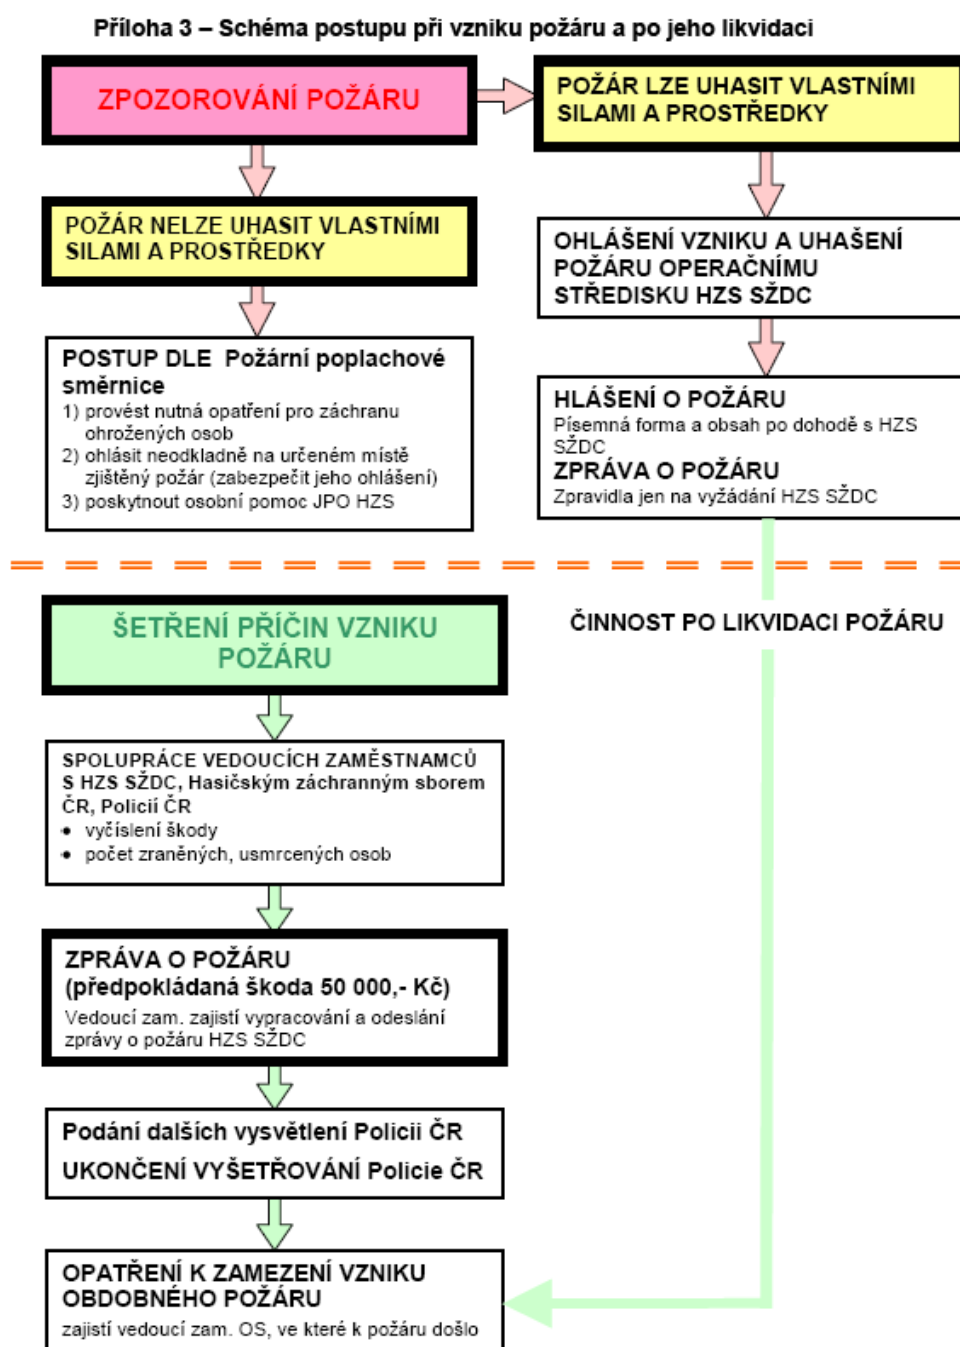 Příloha 3 – Schéma postupu při vzniku požáru a po jeho likvidaci
ZPOZOROVÁNÍ POŽÁRU
POŽÁR LZE UHASIT VLASTNÍMI
SILAMI A PROSTŘEDKY
POŽÁR NELZE UHASIT VLASTNÍMI
SILAMI A PROSTŘEDKY
OHLÁŠENÍ VZNIKU A UHAŠENÍ
POŽÁRU OPERAČNÍMU
STŘEDISKU HZS SŽDC
POSTUP DLE Požární poplachové
směrnice
1) provést nutná opatření pro záchranu
ohrožených osob
2) ohlásit neodkladně na určeném místě
zjištěný požár (zabezpečit jeho ohlášení)
3) poskytnout osobní pomoc JPO HZS
HLÁŠENÍ O POŽÁRU
Písemná forma a obsah po dohodě s HZS
SŽDC
ZPRÁVA O POŽÁRU
Zpravidla jen na vyžádání HZS SŽDC
ŠETŘENÍ PŘÍČIN VZNIKU
POŽÁRU
ČINNOST PO LIKVIDACI POŽÁRU
SPOLUPRÁCE VEDOUCÍCH ZAMĚSTNAMCŮ
S HZS SŽDC, Hasičským záchranným sborem
ČR, Policií ČR
• vyčíslení škody
• počet zraněných, usmrcených osob
ZPRÁVA O POŽÁRU
(předpokládaná škoda 50 000,- Kč)
Vedoucí zam. zajistí vypracování a odeslání
zprávy o požáru HZS SŽDC
Podání dalších vysvětlení Policii ČR
UKONČENÍ VYŠETŘOVÁNÍ Policie ČR
OPATŘENÍ K ZAMEZENÍ VZNIKU
OBDOBNÉHO POŽÁRU
zajistí vedoucí zam. OS, ve které k požáru došlo